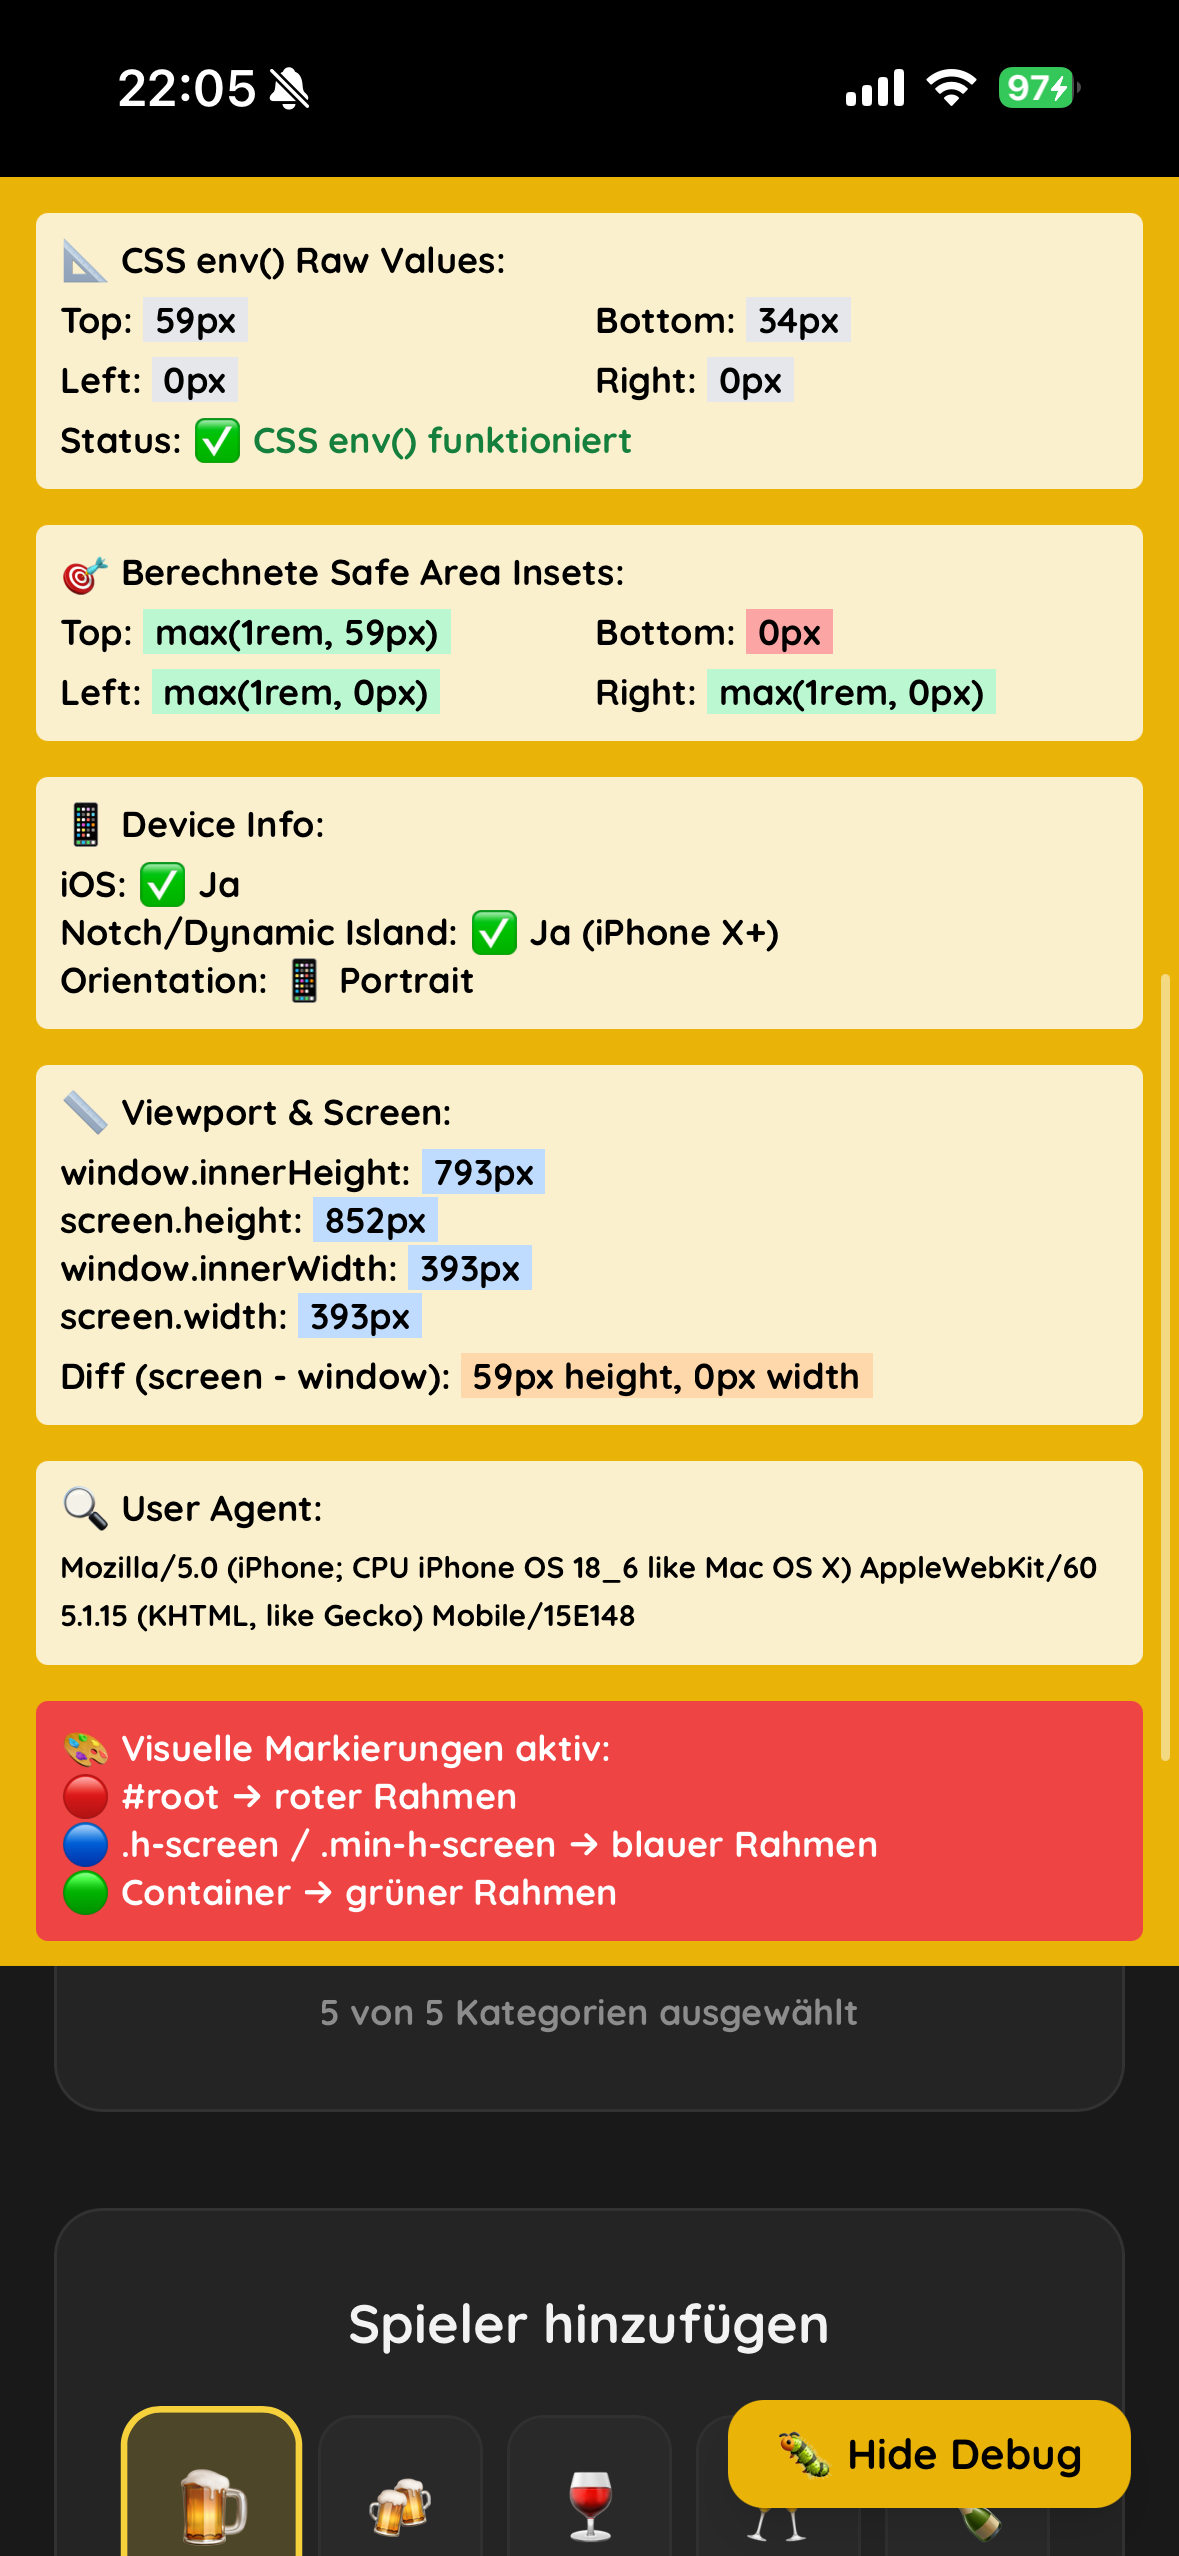 22:05
97
📐 CSS env() Raw Values:
Top: 59px Bottom: 34px
Left: 0px Right: 0px
Status: ✅ CSS env() funktioniert
🎯 Berechnete Safe Area Insets:
Top: max(1rem, 59px) Bottom: 0px
Left: max(1rem, 0px) Right: max(1rem, 0px)
📱 Device Info:
iOS: ✅ Ja
Notch/Dynamic Island: ✅ Ja (iPhone X+)
Orientation: 📱 Portrait
📏 Viewport & Screen:
window.innerHeight: 793px
screen.height: 852px
window.innerWidth: 393px
screen.width: 393px
Diff (screen - window): 59px height, 0px width
🔍 User Agent:
Mozilla/5.0 (iPhone; CPU iPhone OS 18_6 like Mac OS X) AppleWebKit/60
5.1.15 (KHTML, like Gecko) Mobile/15E148
🎨 Visuelle Markierungen aktiv:
🔴 #root → roter Rahmen
🔵 .h-screen / .min-h-screen → blauer Rahmen
🟢 Container → grüner Rahmen
5 von 5 Kategorien ausgewählt
Spieler hinzufügen
🐛 Hide Debug